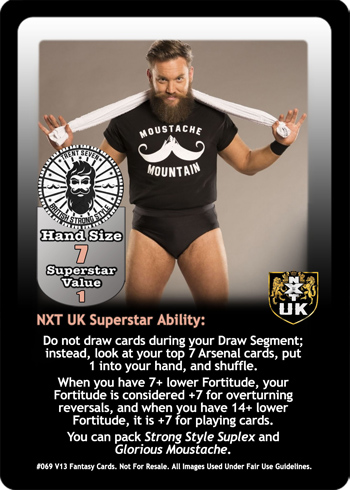 MOUSTACHE
MOUNTAIN
TRENT SEVEN
BRITISH STRONG STYLE
Hand Size
7
Superstar
Value
1
NXT
UK
NXT UK Superstar Ability:
Do not draw cards during your Draw Segment;
instead, look at your top 7 Arsenal cards, put
1 into your hand, and shuffle.
When you have 7+ lower Fortitude, your
Fortitude is considered +7 for overturning
reversals, and when you have 14+ lower
Fortitude, it is +7 for playing cards.
You can pack Strong Style Suplex and
Glorious Moustache.
#069 V13 Fantasy Cards. Not For Resale. All Images Used Under Fair Use Guidelines.